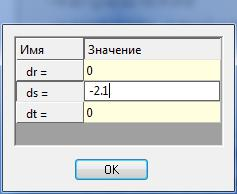 Имя Значение
dr = 0
ds = -2.1
dt = 0
OK